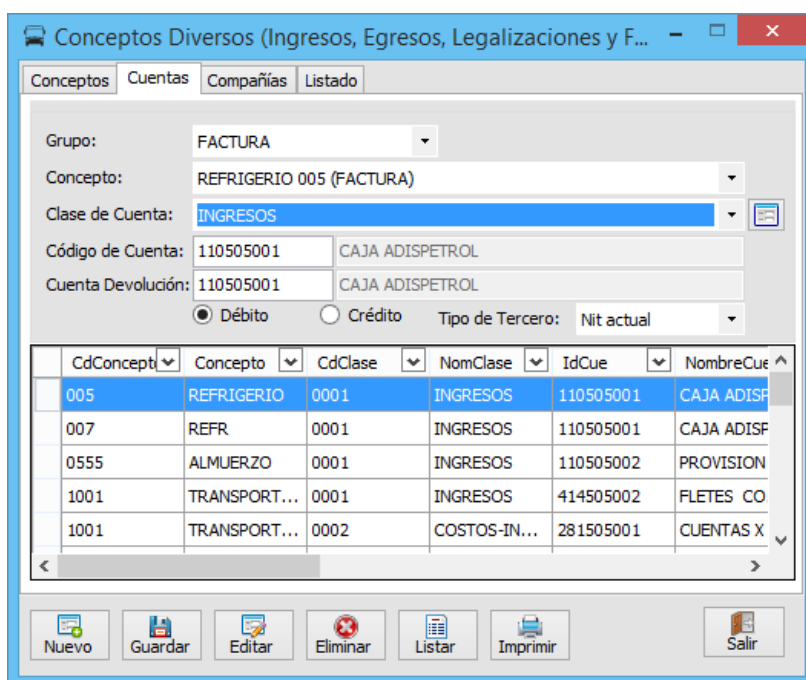 Conceptos Diversos (Ingresos, Egresos, Legalizaciones y F...
Conceptos Cuentas Compañías Listado
Grupo: FACTURA
Concepto: REFRIGERIO 005 (FACTURA)
Clase de Cuenta: INGRESOS
Código de Cuenta: 110505001 CAJA ADISPETROL
Cuenta Devolución: 110505001 CAJA ADISPETROL
Débito Crédito Tipo de Tercero: Nit actual
CdConcept Concepto CdClase NomClase IdCue NombreCue
005 REFRIGERIO 0001 INGRESOS 110505001 CAJA ADISP
007 REFR 0001 INGRESOS 110505001 CAJA ADISP
0555 ALMUERZO 0001 INGRESOS 110505002 PROVISION
1001 TRANSPORT... 0001 INGRESOS 414505002 FLETES CO
1001 TRANSPORT... 0002 COSTOS-IN... 281505001 CUENTAS X
Nuevo Guardar Editar Eliminar Listar Imprimir Salir